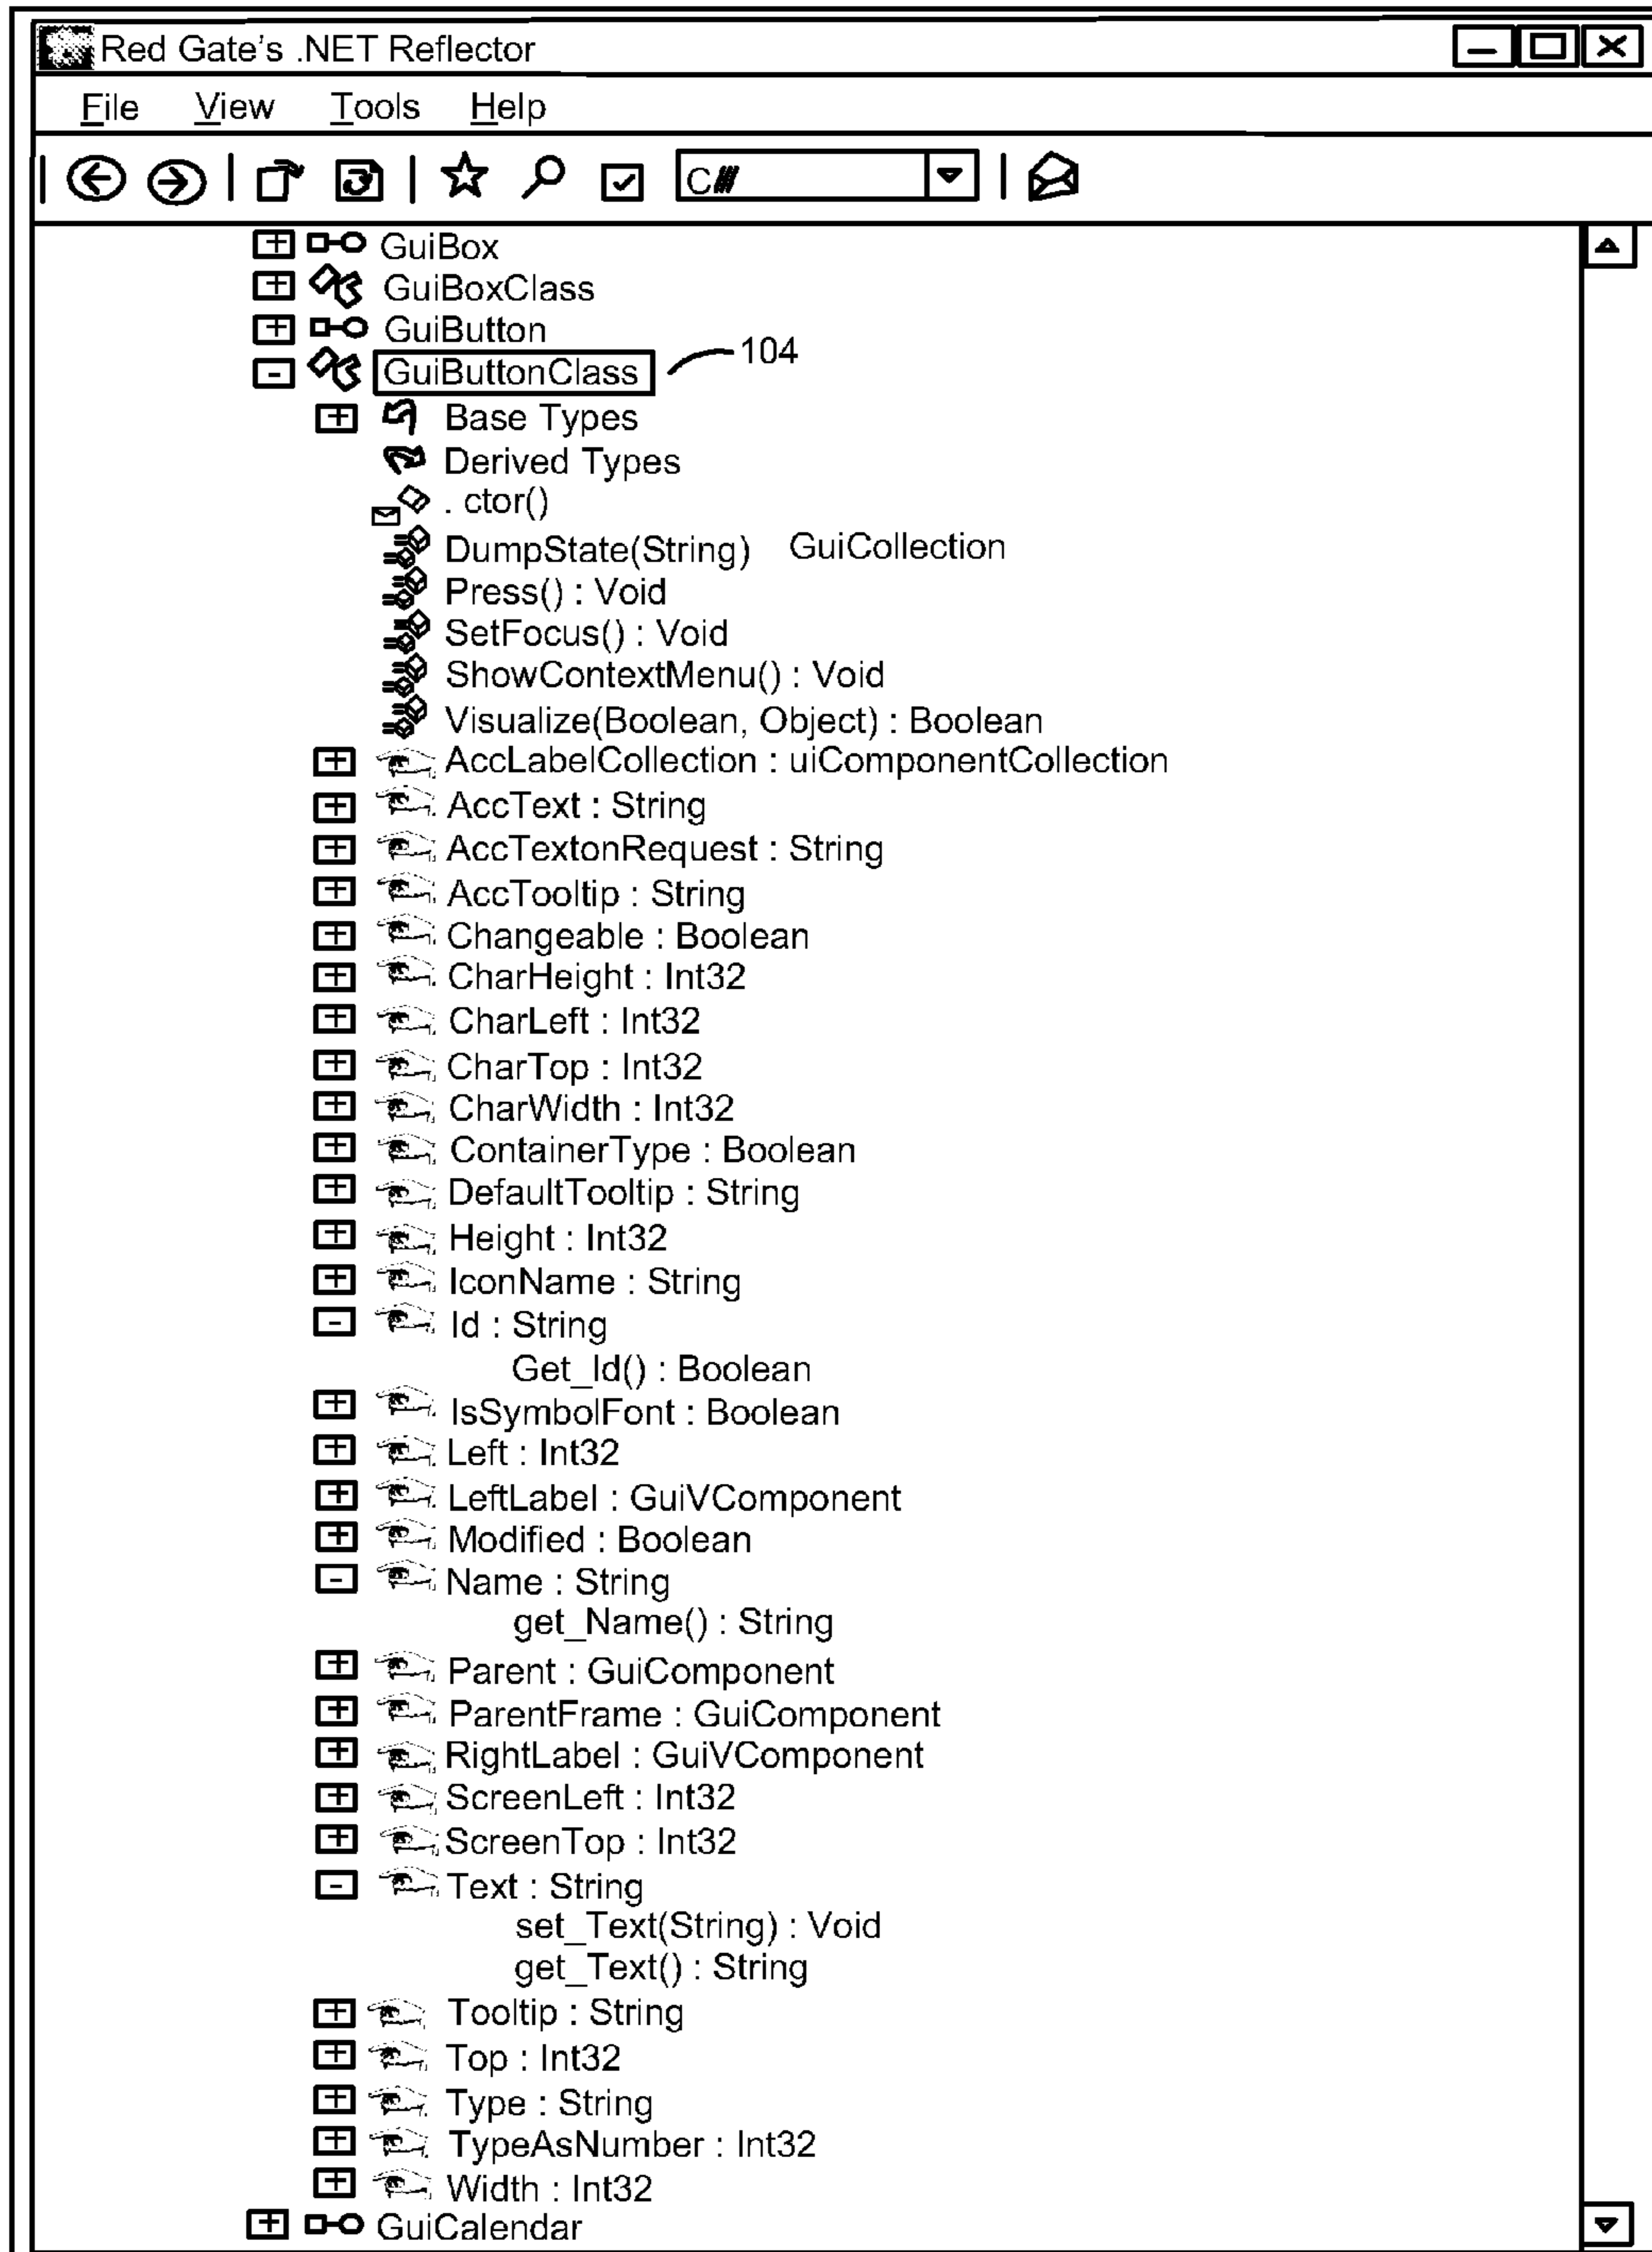 Red Gate's .NET Reflector
File View Tools Help
C#
GuiBox
GuiBoxClass
GuiButton
GuiButtonClass 104
Base Types
Derived Types
. ctor()
DumpState(String) GuiCollection
Press() : Void
SetFocus() : Void
ShowContextMenu() : Void
Visualize(Boolean, Object) : Boolean
AccLabelCollection : uiComponentCollection
AccText : String
AccTextonRequest : String
AccTooltip : String
Changeable : Boolean
CharHeight : Int32
CharLeft : Int32
CharTop : Int32
CharWidth : Int32
ContainerType : Boolean
DefaultTooltip : String
Height : Int32
IconName : String
Id : String
Get_Id() : Boolean
IsSymbolFont : Boolean
Left : Int32
LeftLabel : GuiVComponent
Modified : Boolean
Name : String
get_Name() : String
Parent : GuiComponent
ParentFrame : GuiComponent
RightLabel : GuiVComponent
ScreenLeft : Int32
ScreenTop : Int32
Text : String
set_Text(String) : Void
get_Text() : String
Tooltip : String
Top : Int32
Type : String
TypeAsNumber : Int32
Width : Int32
GuiCalendar